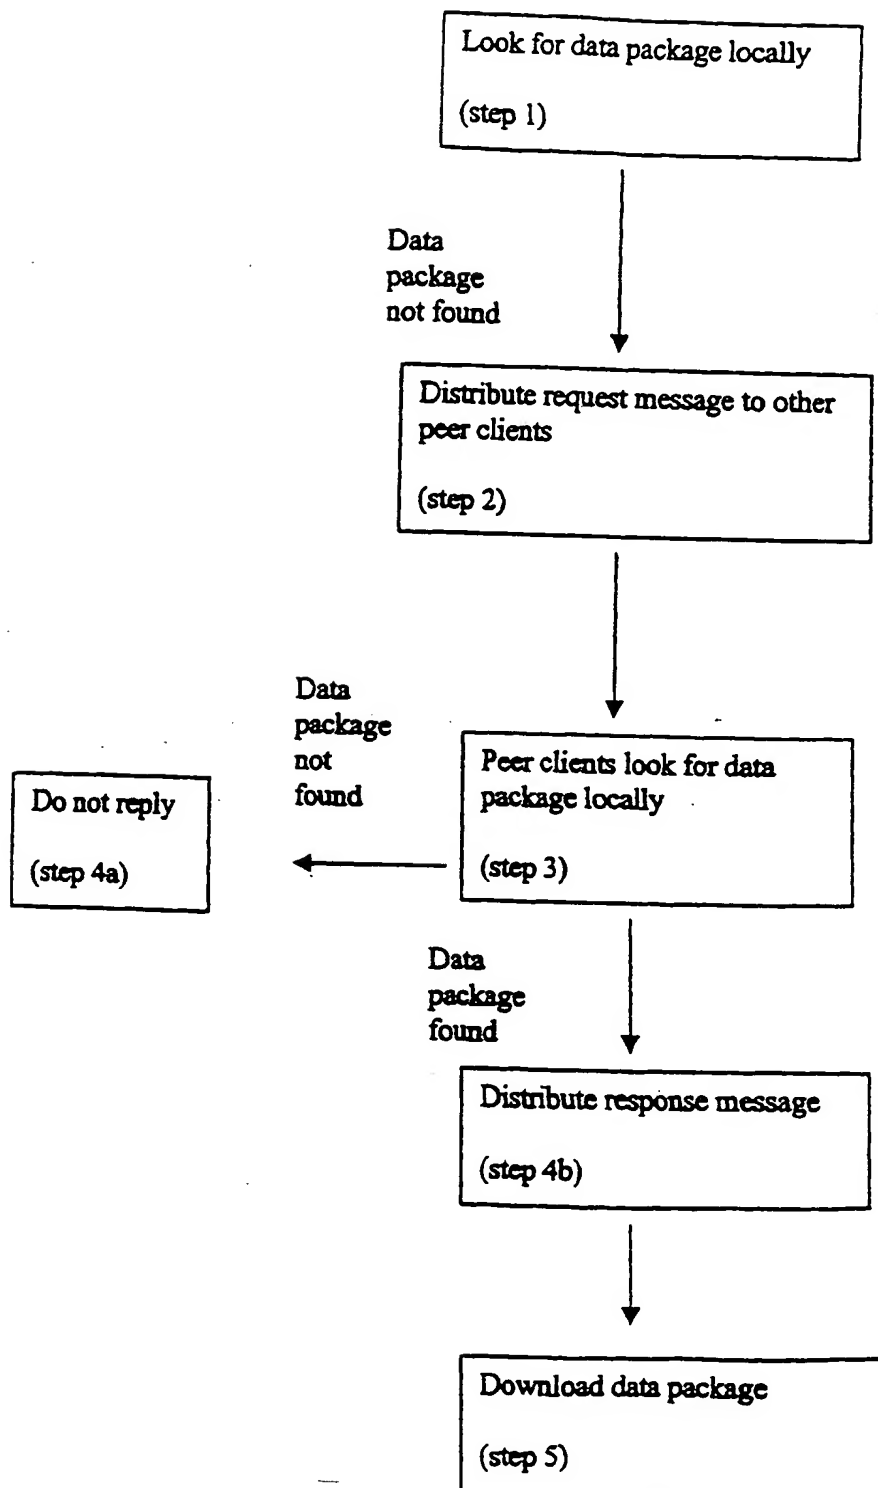 Look for data package locally
(step 1)
Data
package
not found
Distribute request message to other
peer clients
(step 2)
Data
package
not
found
Peer clients look for data
package locally
(step 3)
Do not reply
(step 4a)
Data
package
found
Distribute response message
(step 4b)
Download data package
(step 5)